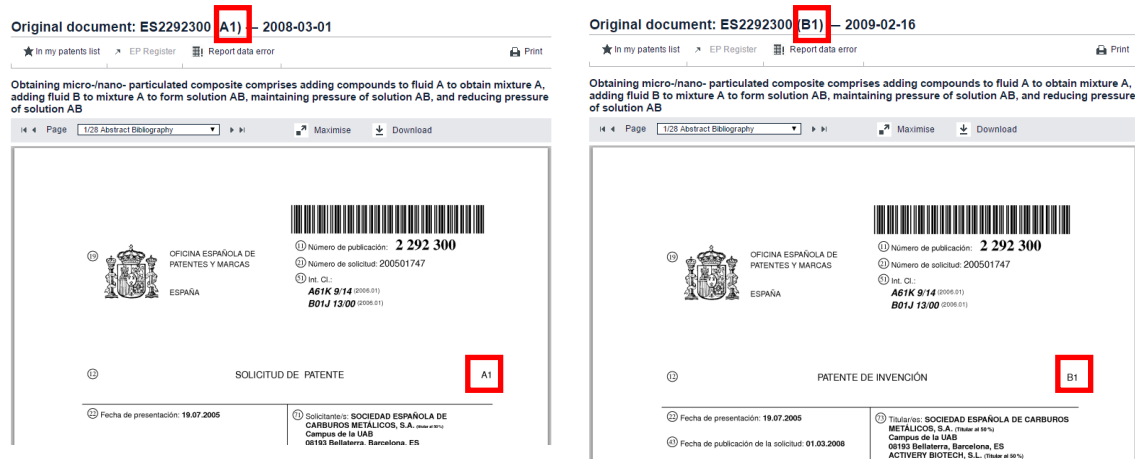 Original document: ES2292300 (A1) — 2008-03-01
In my patents list
EP Register
Report data error
Print
Obtaining micro-/nano- particulated composite comprises adding compounds to fluid A to obtain mixture A,
adding fluid B to mixture A to form solution AB, maintaining pressure of solution AB, and reducing pressure
of solution AB
Page 1/28 Abstract Bibliography
Maximise
Download
19
OFICINA ESPAÑOLA DE
PATENTES Y MARCAS
ESPAÑA
11 Número de publicación: 2 292 300
21 Número de solicitud: 200501747
51 Int. Cl.:
A61K 9/14 (2006.01)
B01J 13/00 (2006.01)
12 SOLICITUD DE PATENTE A1
22 Fecha de presentación: 19.07.2005
71 Solicitante/s: SOCIEDAD ESPAÑOLA DE
CARBUROS METÁLICOS, S.A. (titular al 50%)
Campus de la UAB
08193 Bellaterra, Barcelona, ES
Original document: ES2292300 (B1) — 2009-02-16
In my patents list
EP Register
Report data error
Print
Obtaining micro-/nano- particulated composite comprises adding compounds to fluid A to obtain mixture A,
adding fluid B to mixture A to form solution AB, maintaining pressure of solution AB, and reducing pressure
of solution AB
Page 1/28 Abstract Bibliography
Maximise
Download
19
OFICINA ESPAÑOLA DE
PATENTES Y MARCAS
ESPAÑA
11 Número de publicación: 2 292 300
21 Número de solicitud: 200501747
51 Int. Cl.:
A61K 9/14 (2006.01)
B01J 13/00 (2006.01)
12 PATENTE DE INVENCIÓN B1
22 Fecha de presentación: 19.07.2005
43 Fecha de publicación de la solicitud: 01.03.2008
73 Titular/es: SOCIEDAD ESPAÑOLA DE CARBUROS
METÁLICOS, S.A. (Titular al 50%)
Campus de la UAB
08193 Bellaterra, Barcelona, ES
ACTIVERY BIOTECH, S.L. (Titular al 50%)